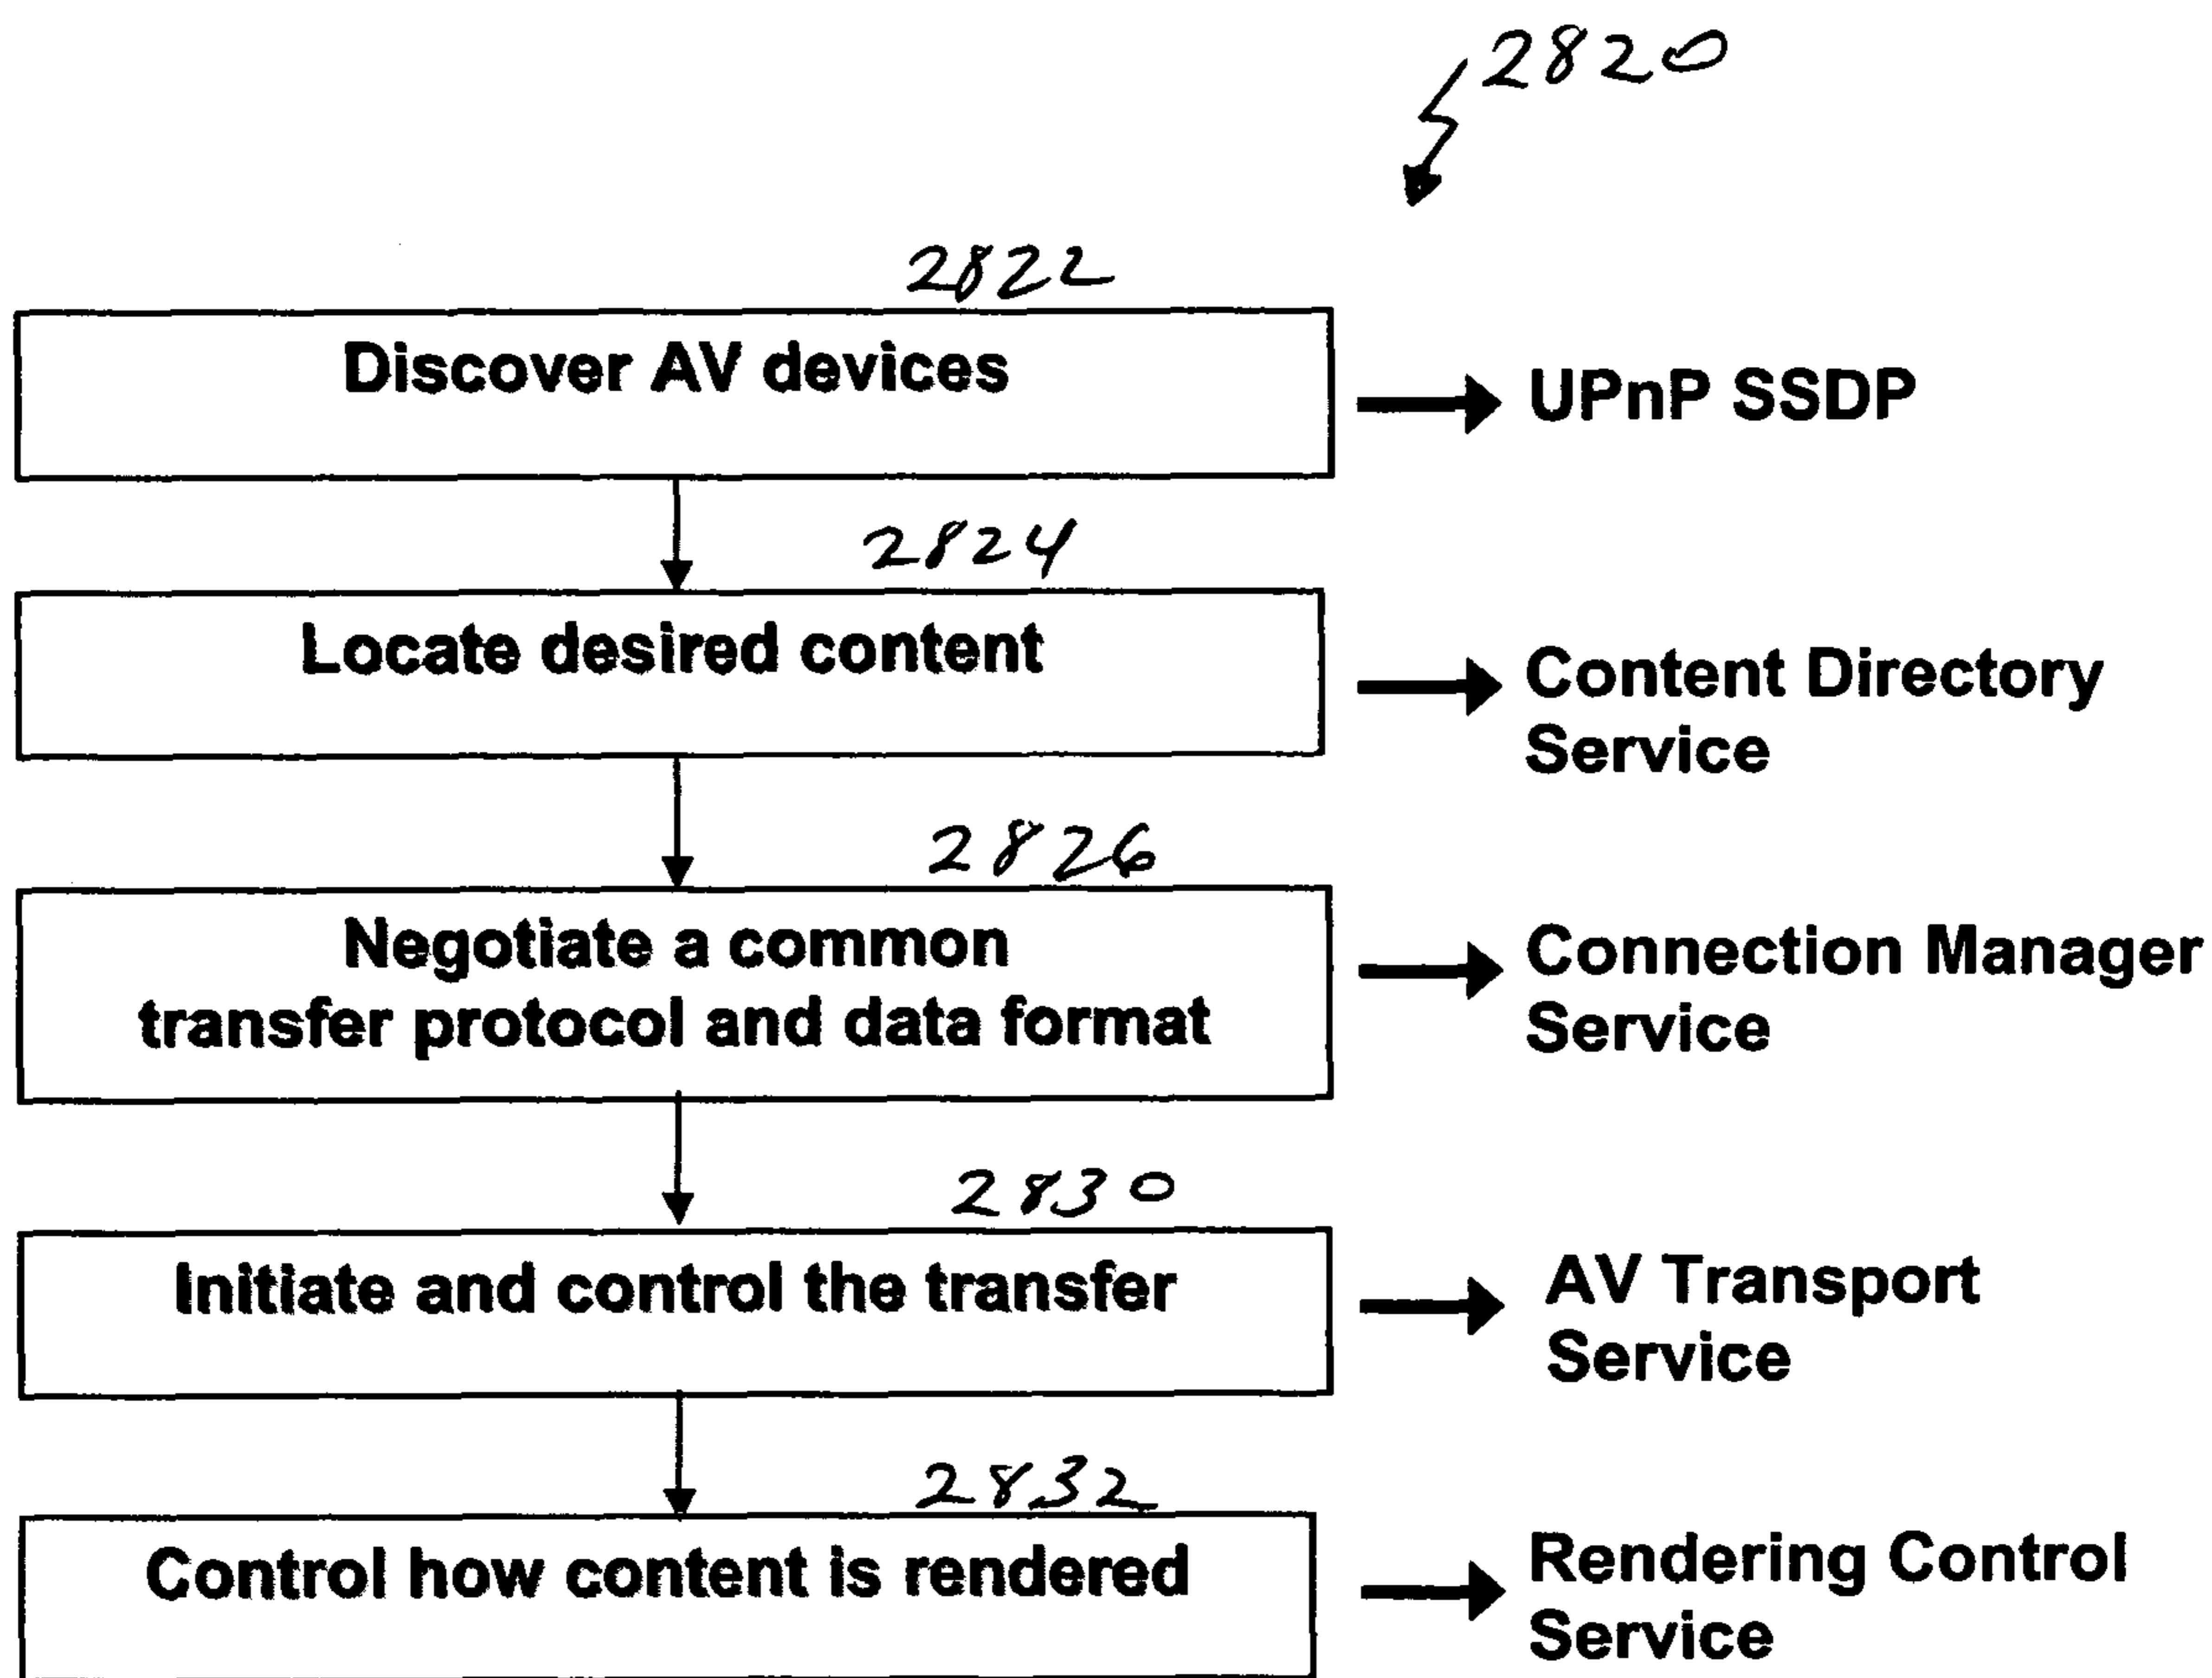 2820
2822
Discover AV devices
UPnP SSDP
2824
Locate desired content
Content Directory
Service
2826
Negotiate a common
transfer protocol and data format
Connection Manager
Service
2830
Initiate and control the transfer
AV Transport
Service
2832
Control how content is rendered
Rendering Control
Service